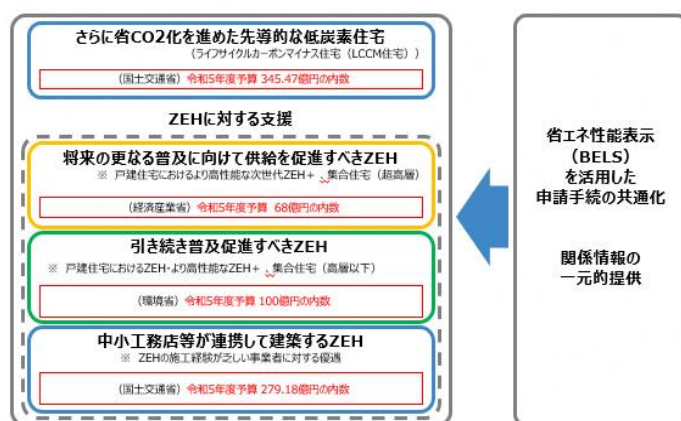 さらに省CO2化を進めた先導的な低炭素住宅
（ライフサイクルカーボンマイナス住宅（LCCM住宅））
（国土交通省）令和5年度予算 345.47億円の内数
ZEHに対する支援
将来の更なる普及に向けて供給を促進すべきZEH
※ 戸建住宅におけるより高性能な次世代ZEH＋、集合住宅（超高層）
（経済産業省）令和5年度予算 68億円の内数
引き続き普及促進すべきZEH
※ 戸建住宅におけるZEH・より高性能なZEH＋、集合住宅（高層以下）
（環境省）令和5年度予算 100億円の内数
中小工務店等が連携して建築するZEH
※ ZEHの施工経験が乏しい事業者に対する優遇
（国土交通省）令和5年度予算 279.18億円の内数
省エネ性能表示
（BELS）
を活用した
申請手続の共通化
関係情報の
一元的提供